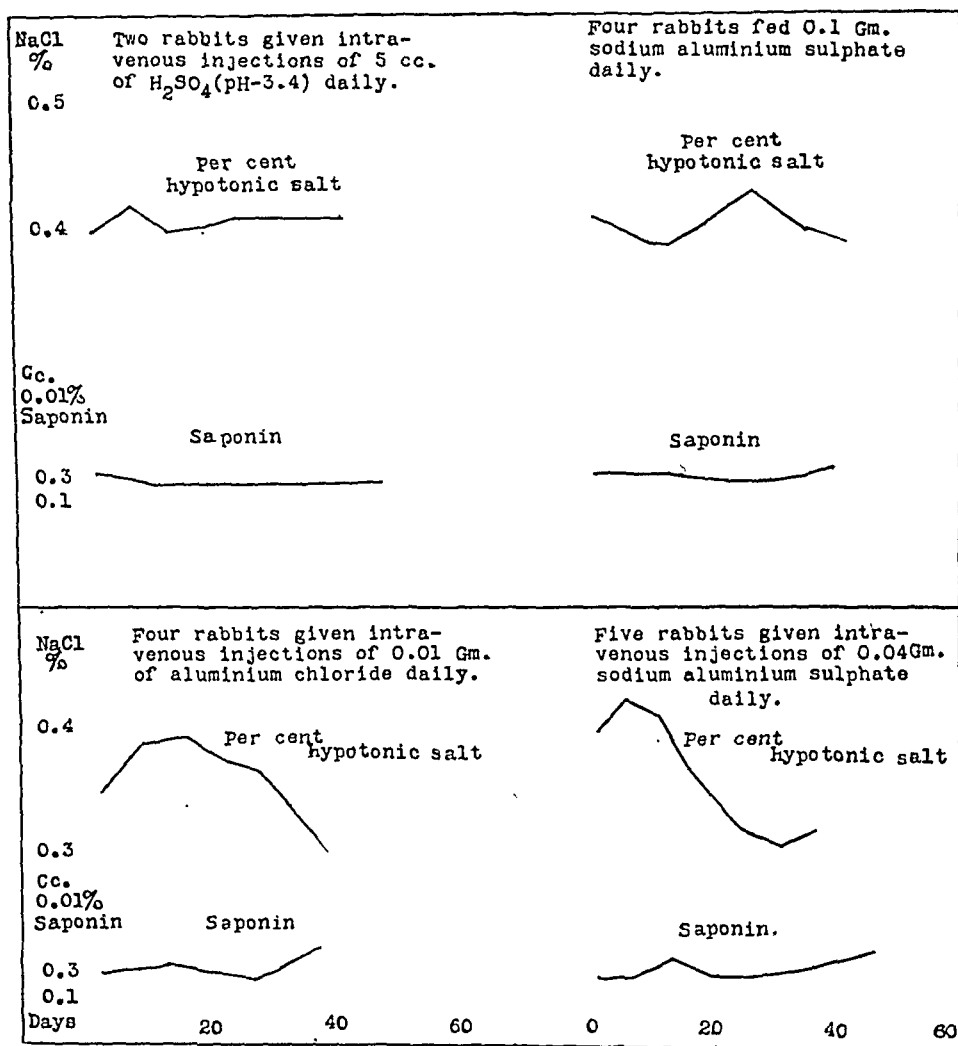 NaCl
%
0.5
0.4
Two rabbits given intra-
venous injections of 5 cc.
of H₂SO₄(pH-3.4) daily.
Per cent
hypotonic salt
Four rabbits fed 0.1 Gm.
sodium aluminium sulphate
daily.
Per cent
hypotonic salt
Cc.
0.01%
Saponin
0.3
0.1
Saponin
Saponin
NaCl
%
0.4
0.3
Four rabbits given intra-
venous injections of 0.01 Gm.
of aluminium chloride daily.
Per cent
hypotonic salt
Five rabbits given intra-
venous injections of 0.04Gm.
sodium aluminium sulphate
daily.
Per cent
hypotonic salt
Cc.
0.01%
Saponin
0.3
0.1
Saponin
Saponin.
Days 20 40 60 0 20 40 60